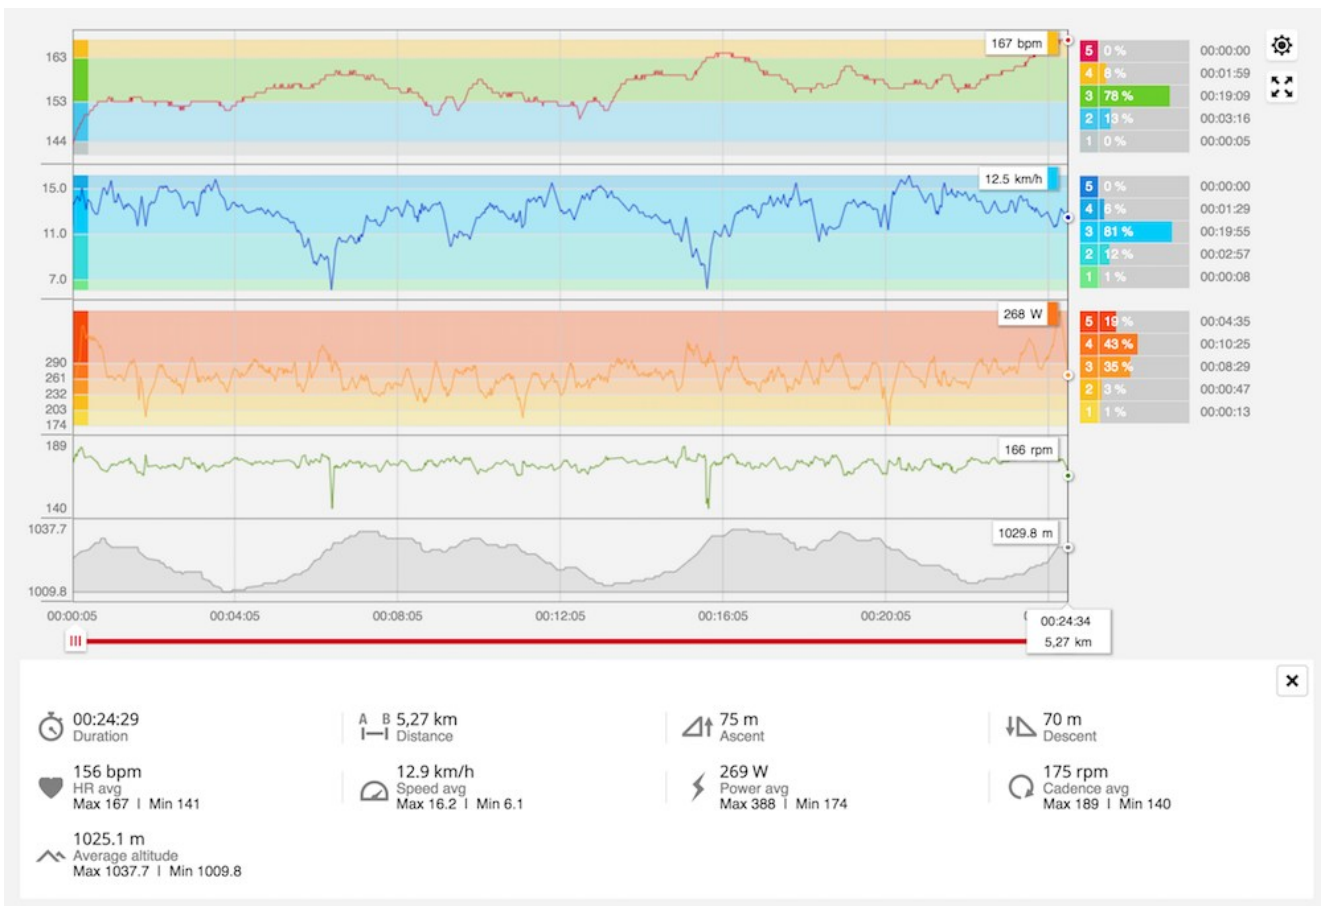 163
153
144
167 bpm
5 0 % 00:00:00
4 8 % 00:01:59
3 78 % 00:19:09
2 13 % 00:03:16
1 0 % 00:00:05
15.0
11.0
7.0
12.5 km/h
5 0 % 00:00:00
4 6 % 00:01:29
3 81 % 00:19:55
2 12 % 00:02:57
1 1 % 00:00:08
290
261
232
203
174
268 W
5 19 % 00:04:35
4 43 % 00:10:25
3 35 % 00:08:29
2 3 % 00:00:47
1 1 % 00:00:13
189
140
166 rpm
1037.7
1009.8
1029.8 m
00:00:05 00:04:05 00:08:05 00:12:05 00:16:05 00:20:05
00:24:34
5,27 km
00:24:29
Duration
A B 5,27 km
Distance
75 m
Ascent
70 m
Descent
156 bpm
HR avg
Max 167 | Min 141
12.9 km/h
Speed avg
Max 16.2 | Min 6.1
269 W
Power avg
Max 388 | Min 174
175 rpm
Cadence avg
Max 189 | Min 140
1025.1 m
Average altitude
Max 1037.7 | Min 1009.8